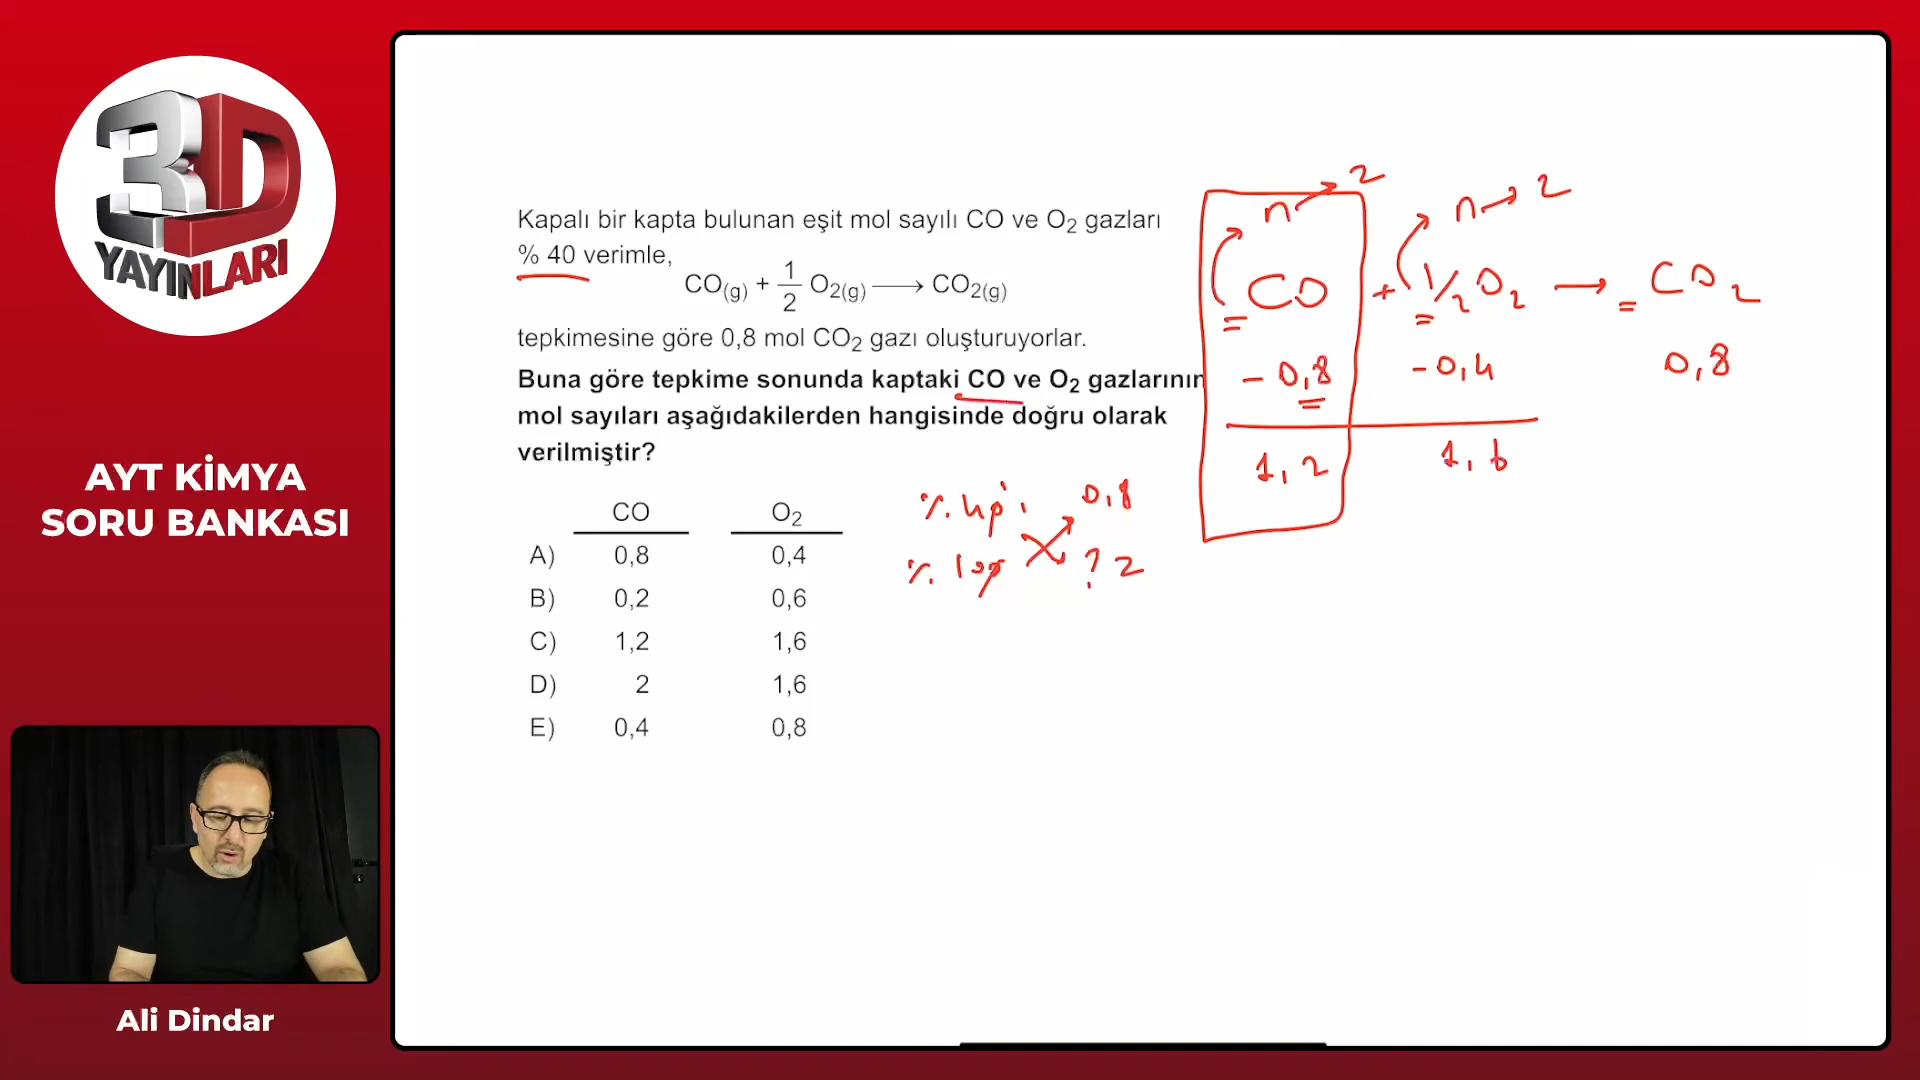 3D
YAYINLARI
AYT KİMYA
SORU BANKASI
Ali Dindar
Kapalı bir kapta bulunan eşit mol sayılı CO ve O2 gazları
% 40 verimle,
CO(g) + 1/2 O2(g) ⟶ CO2(g)
tepkimesine göre 0,8 mol CO2 gazı oluşturuyorlar.
Buna göre tepkime sonunda kaptaki CO ve O2 gazlarının
mol sayıları aşağıdakilerden hangisinde doğru olarak
verilmiştir?
CO O2
A) 0,8 0,4
B) 0,2 0,6
C) 1,2 1,6
D) 2 1,6
E) 0,4 0,8
n → 2 n → 2
CO + 1/2 O2 → CO2
- 0,8 - 0,4 0,8
1,2 1,6
% 40 0,8
% 100 ? 2